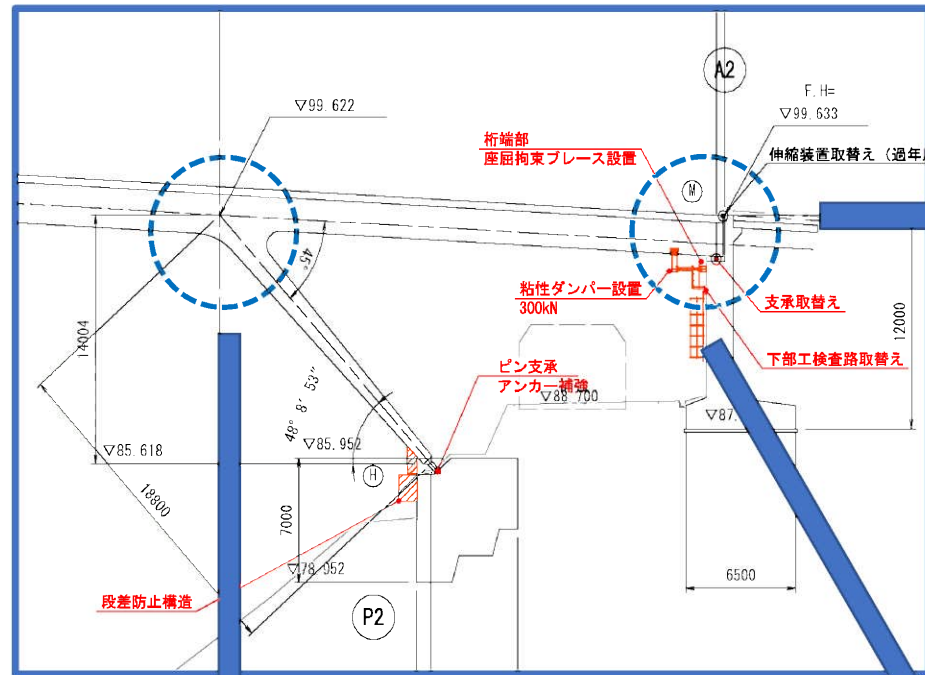 A2
F.H=
▽99.622
▽99.633
桁端部
座屈拘束ブレース設置
伸縮装置取替え（過年
M
45°
粘性ダンパー設置
300kN
支承取替え
14004
12000
下部工検査路取替え
ピン支承
アンカー補強
▽88.700
▽87.
48° 8′ 53″
▽85.952
▽85.618
H
18800
7000
▽78.952
6500
段差防止構造
P2